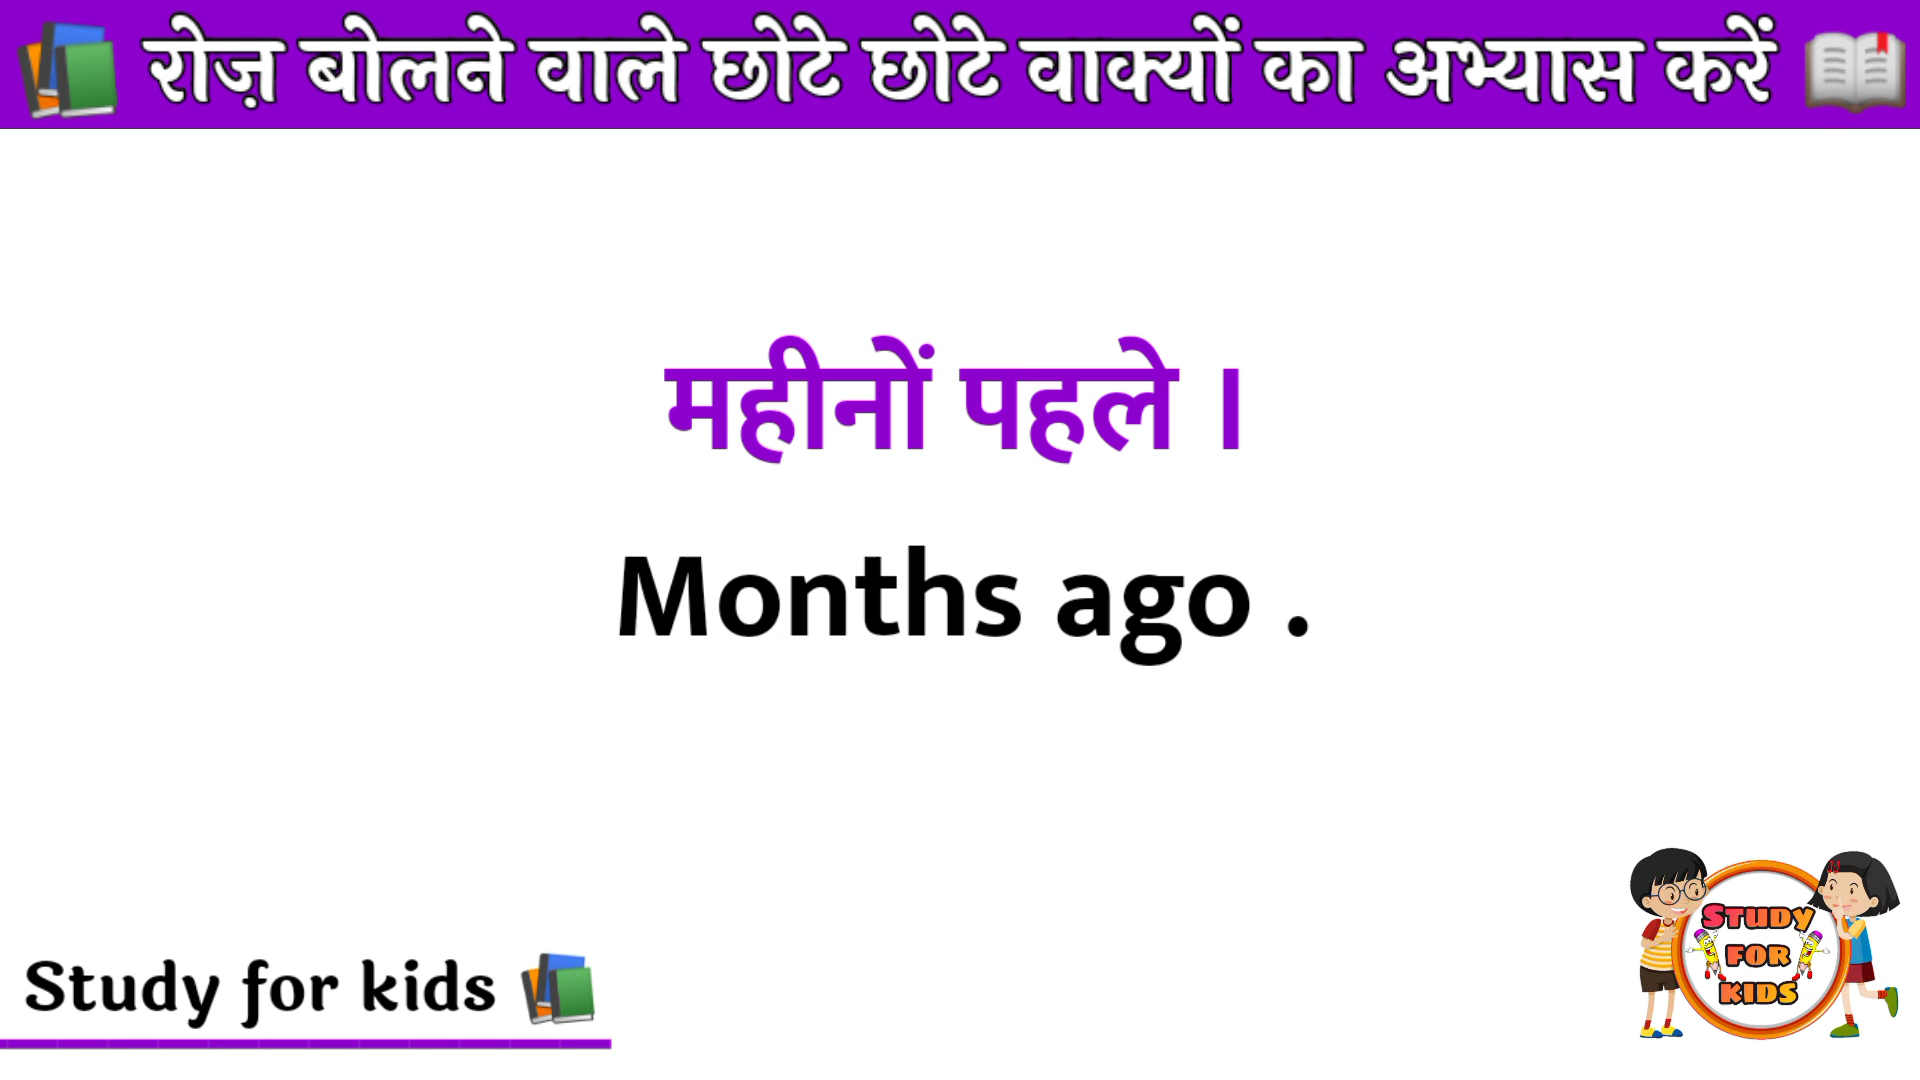 रोज़ बोलने वाले छोटे छोटे वाक्यों का अभ्यास करें
महीनों पहले ।
Months ago .
Study for kids
STUDY
FOR
KIDS